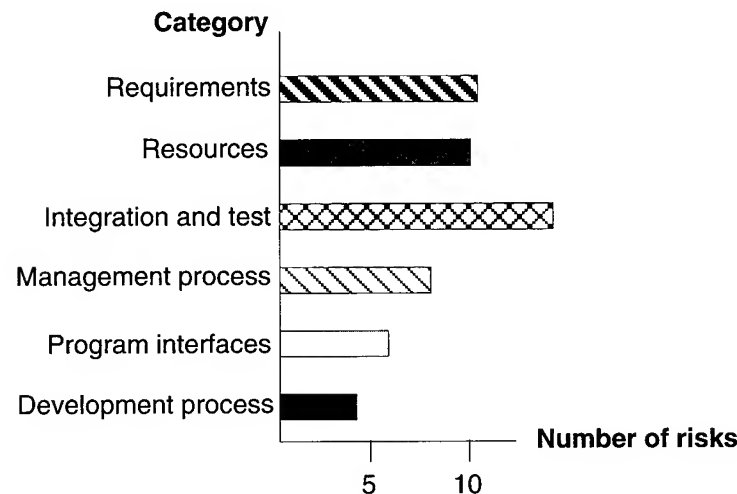 Category
Requirements
Resources
Integration and test
Management process
Program interfaces
Development process
Number of risks
5 10